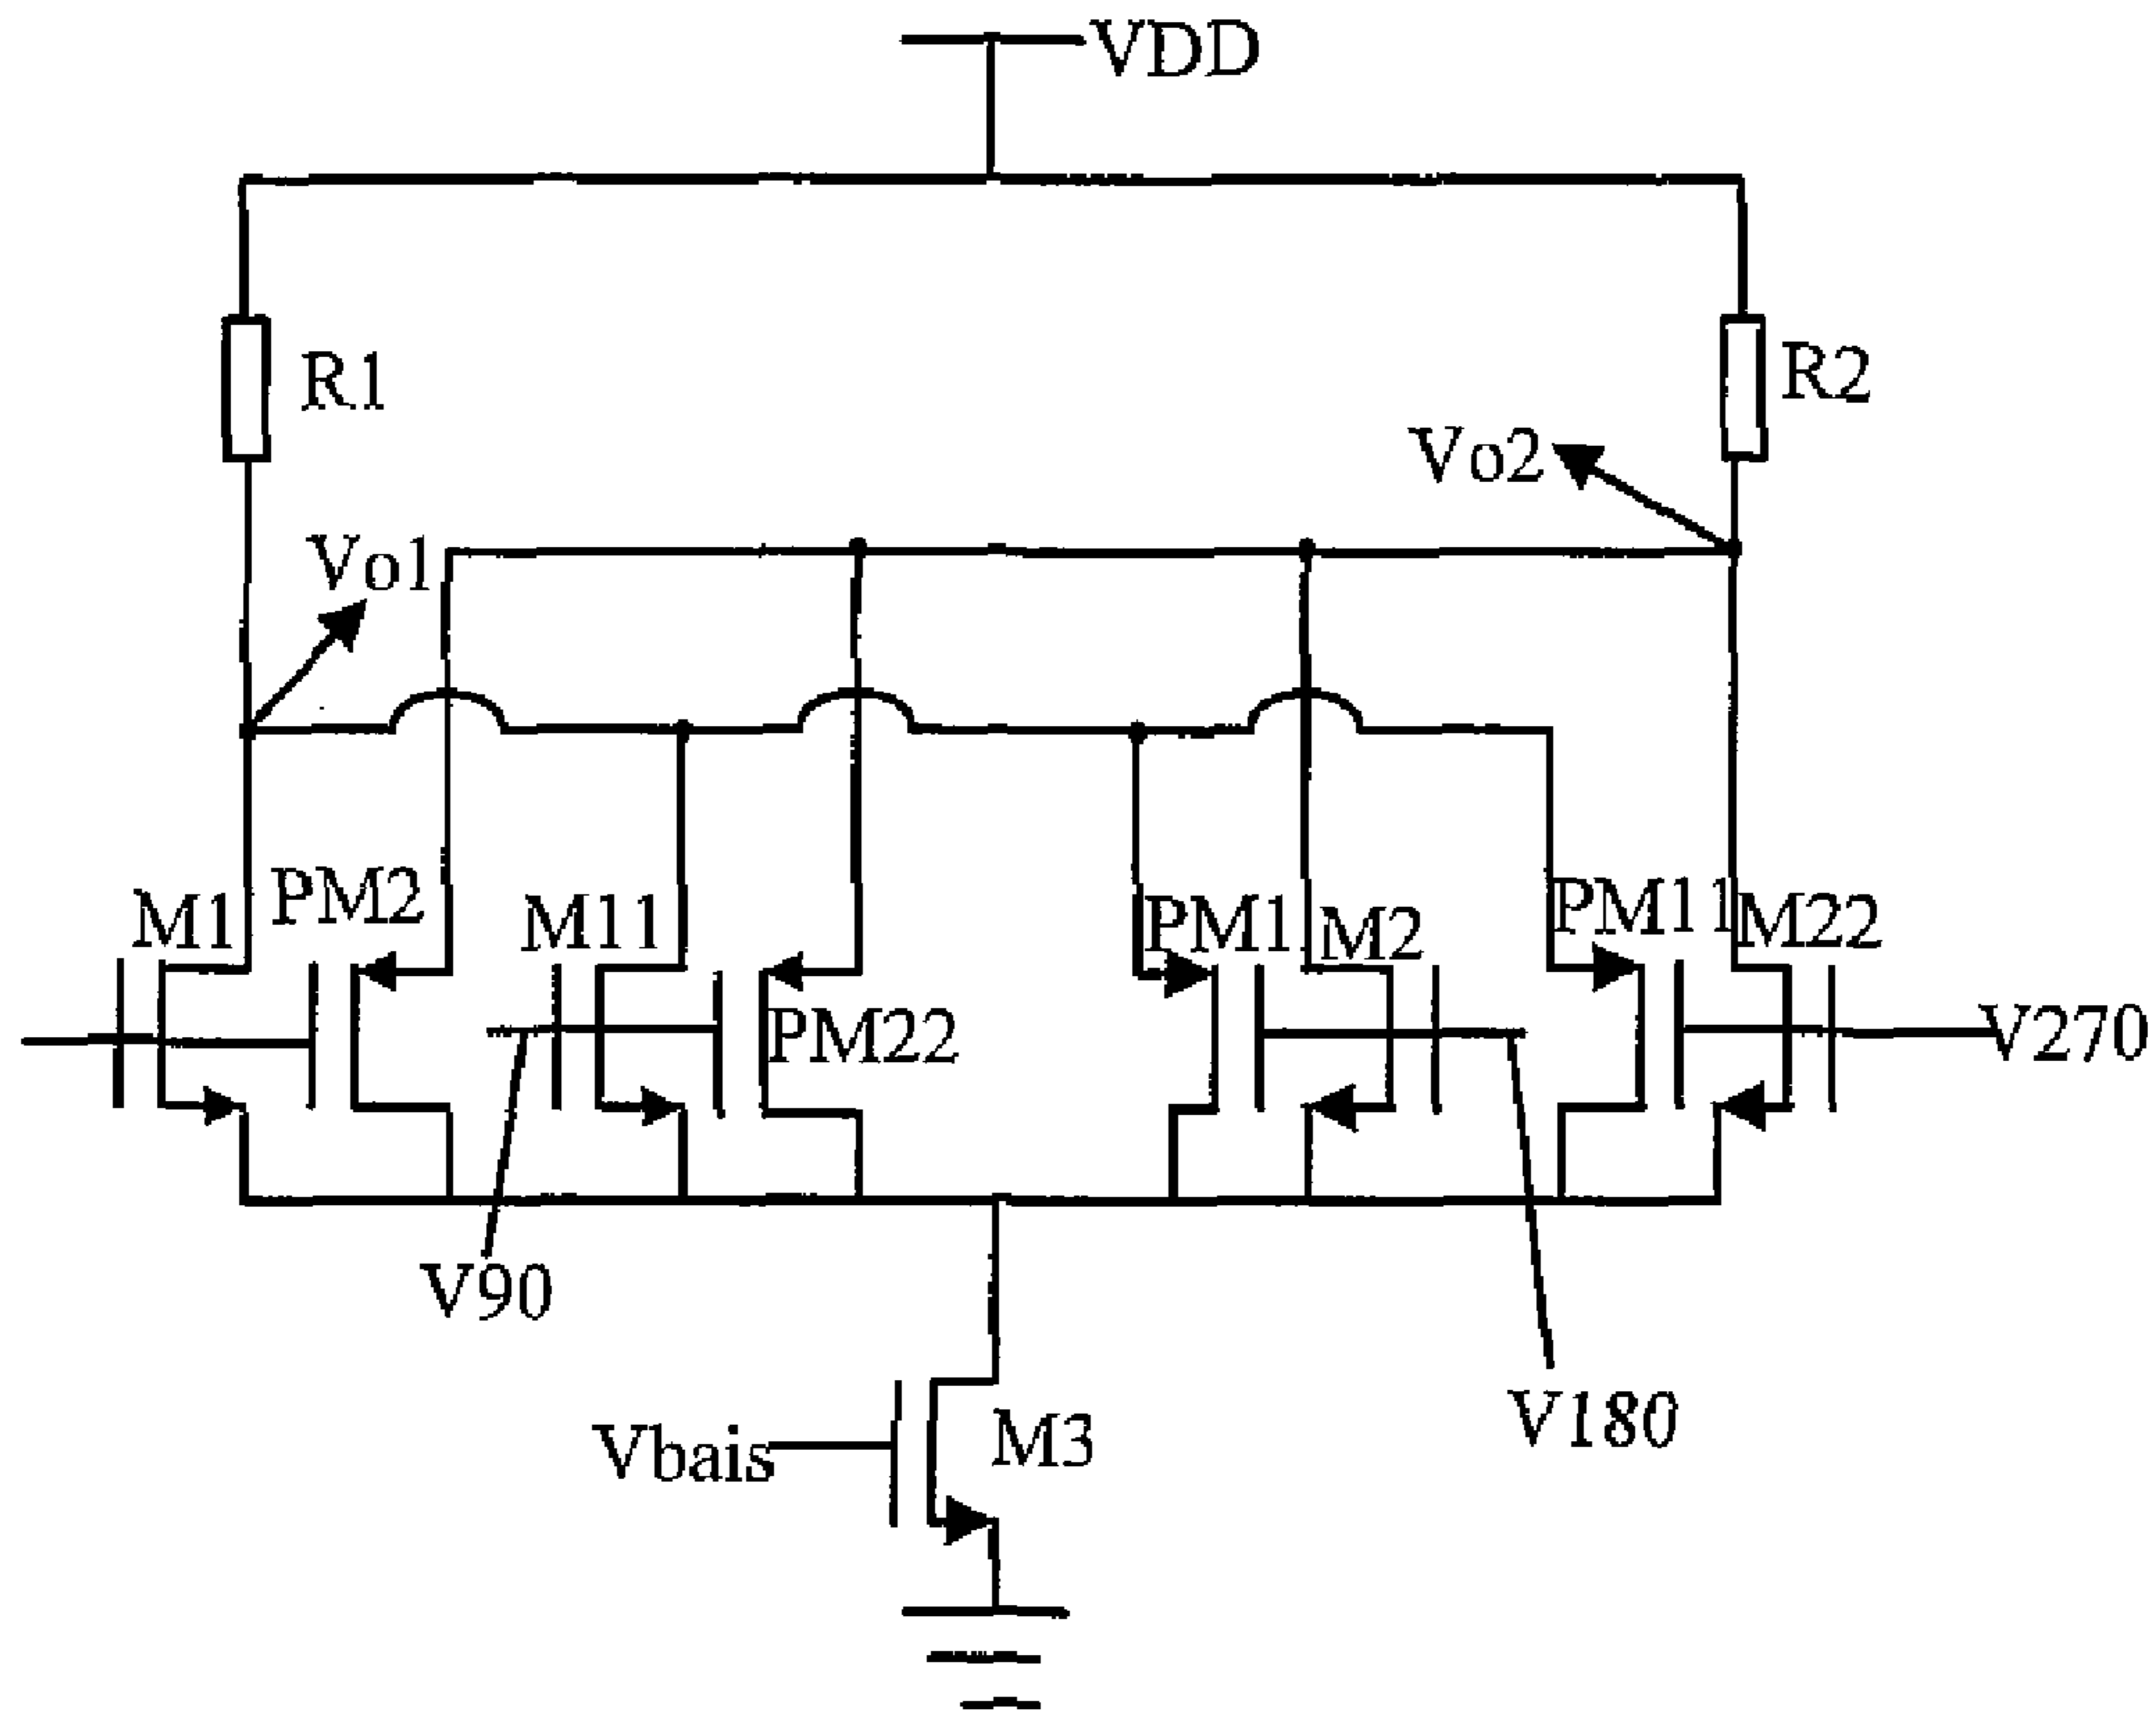 VDD
R1
R2
Vo2
Vo1
M1
PM2
M11
PM22
PM1
M2
PM11
M22
V270
V90
V180
Vbais
M3